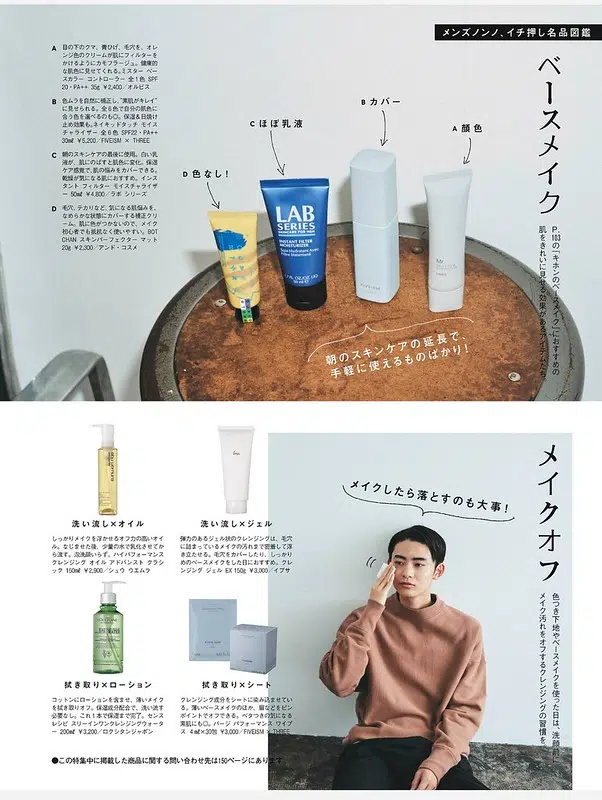 メンズノンノ、イチ押し名品図鑑
ベースメイク
P.103の「キホンのベースメイク」におすすめの
肌をきれいに見せる効果があるアイテムたち
A
目の下のクマ、青ひげ、毛穴を、オレ
ンジ色のクリームが肌にフィルターを
かけるようにカモフラージュ。健康的
な肌色に見せてくれる。ミスター ベー
スカラー コントローラー 全1色 SPF
20・PA++ 35g ￥2,400／オルビス
B
色ムラを自然に補正し、“素肌がキレイ”
に見せられる。全6色で自分の肌色に
合う色を選べるのも◎。保湿＆日焼け
止め効果も。ネイキッドタッチ モイス
チャライザー 全6色 SPF22・PA++
30㎖ ￥5,200／FIVEISM × THREE
C
朝のスキンケアの最後に使用。白い乳
液が、肌にのばすと肌色に変化。保湿
ケア感覚で、肌の悩みをカバーできる。
乾燥が気になる肌におすすめ。インス
タント フィルター モイスチャライザ
ー 50㎖ ￥4,800／ラボ シリーズ
D
毛穴、テカリなど、気になる肌悩みを、
なめらかな状態にカバーする補正クリ
ーム。肌に色がつかないので、メイク
初心者でも抵抗なく使いやすい。BOT
CHAN スキンパーフェクター マット
20g ￥2,300／アンド・コスメ
D 色なし！
C ほぼ乳液
B カバー
A 顔色
LAB
SERIES
SKINCARE FOR MEN
INSTANT FILTER
MOISTURIZER
Mr.
朝のスキンケアの延長で、
手軽に使えるものばかり！
メイクオフ
色つき下地やベースメイクを使った日は、洗顔前に
メイク汚れをオフするクレンジングの習慣を。
メイクしたら落とすのも大事！
洗い流し×オイル
しっかりメイクを浮かせるオフ力の高いオイ
ル。なじませた後、少量の水で乳化させてか
ら流す。泡洗顔いらず。ハイパフォーマンス
クレンジング オイル アドバンスト クラシ
ック 150㎖ ￥2,900／シュウ ウエムラ
洗い流し×ジェル
弾力のあるジェル状のクレンジングは、毛穴
に詰まっているメイクの汚れまで密着して浮
き立たせる。毛穴をカバーしたり、しっかり
めのベースメイクをした日におすすめ。クレン
ジング ジェル EX 150g ￥3,000／イプサ
拭き取り×ローション
コットンにローションを含ませ、薄いメイク
を拭き取りオフ。保湿成分配合で、洗い流す
必要なし。これ1本で保湿まで完了。センス
レシプ スリーインワンクレンジングウォータ
ー 200㎖ ￥3,200／ロクシタンジャポン
拭き取り×シート
クレンジング成分をシートに染み込ませてい
る。薄いベースメイクのほか、眉などをピン
ポイントでオフできる。ベタつきの気になる
素肌にも◎。バージ パフォーマンス ワイプ
ス 4㎖×30包 ￥3,000／FIVEISM × THREE
●この特集中に掲載した商品に関する問い合わせ先は150ページにあります